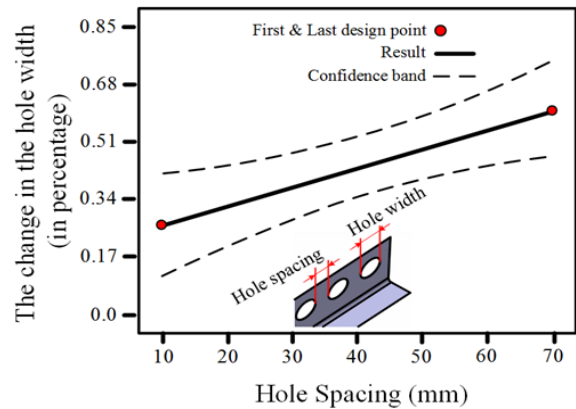 0.85
0.68
0.51
0.34
0.17
0.0
The change in the hole width
(in percentage)
First & Last design point
Result
Confidence band
Hole width
Hole spacing
10 20 30 40 50 60 70
Hole Spacing (mm)